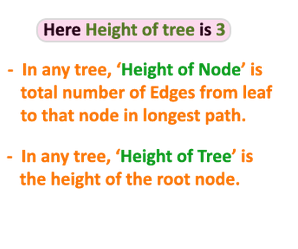 Here Height of tree is 3
- In any tree, ‘Height of Node’ is
total number of Edges from leaf
to that node in longest path.
- In any tree, ‘Height of Tree’ is
the height of the root node.